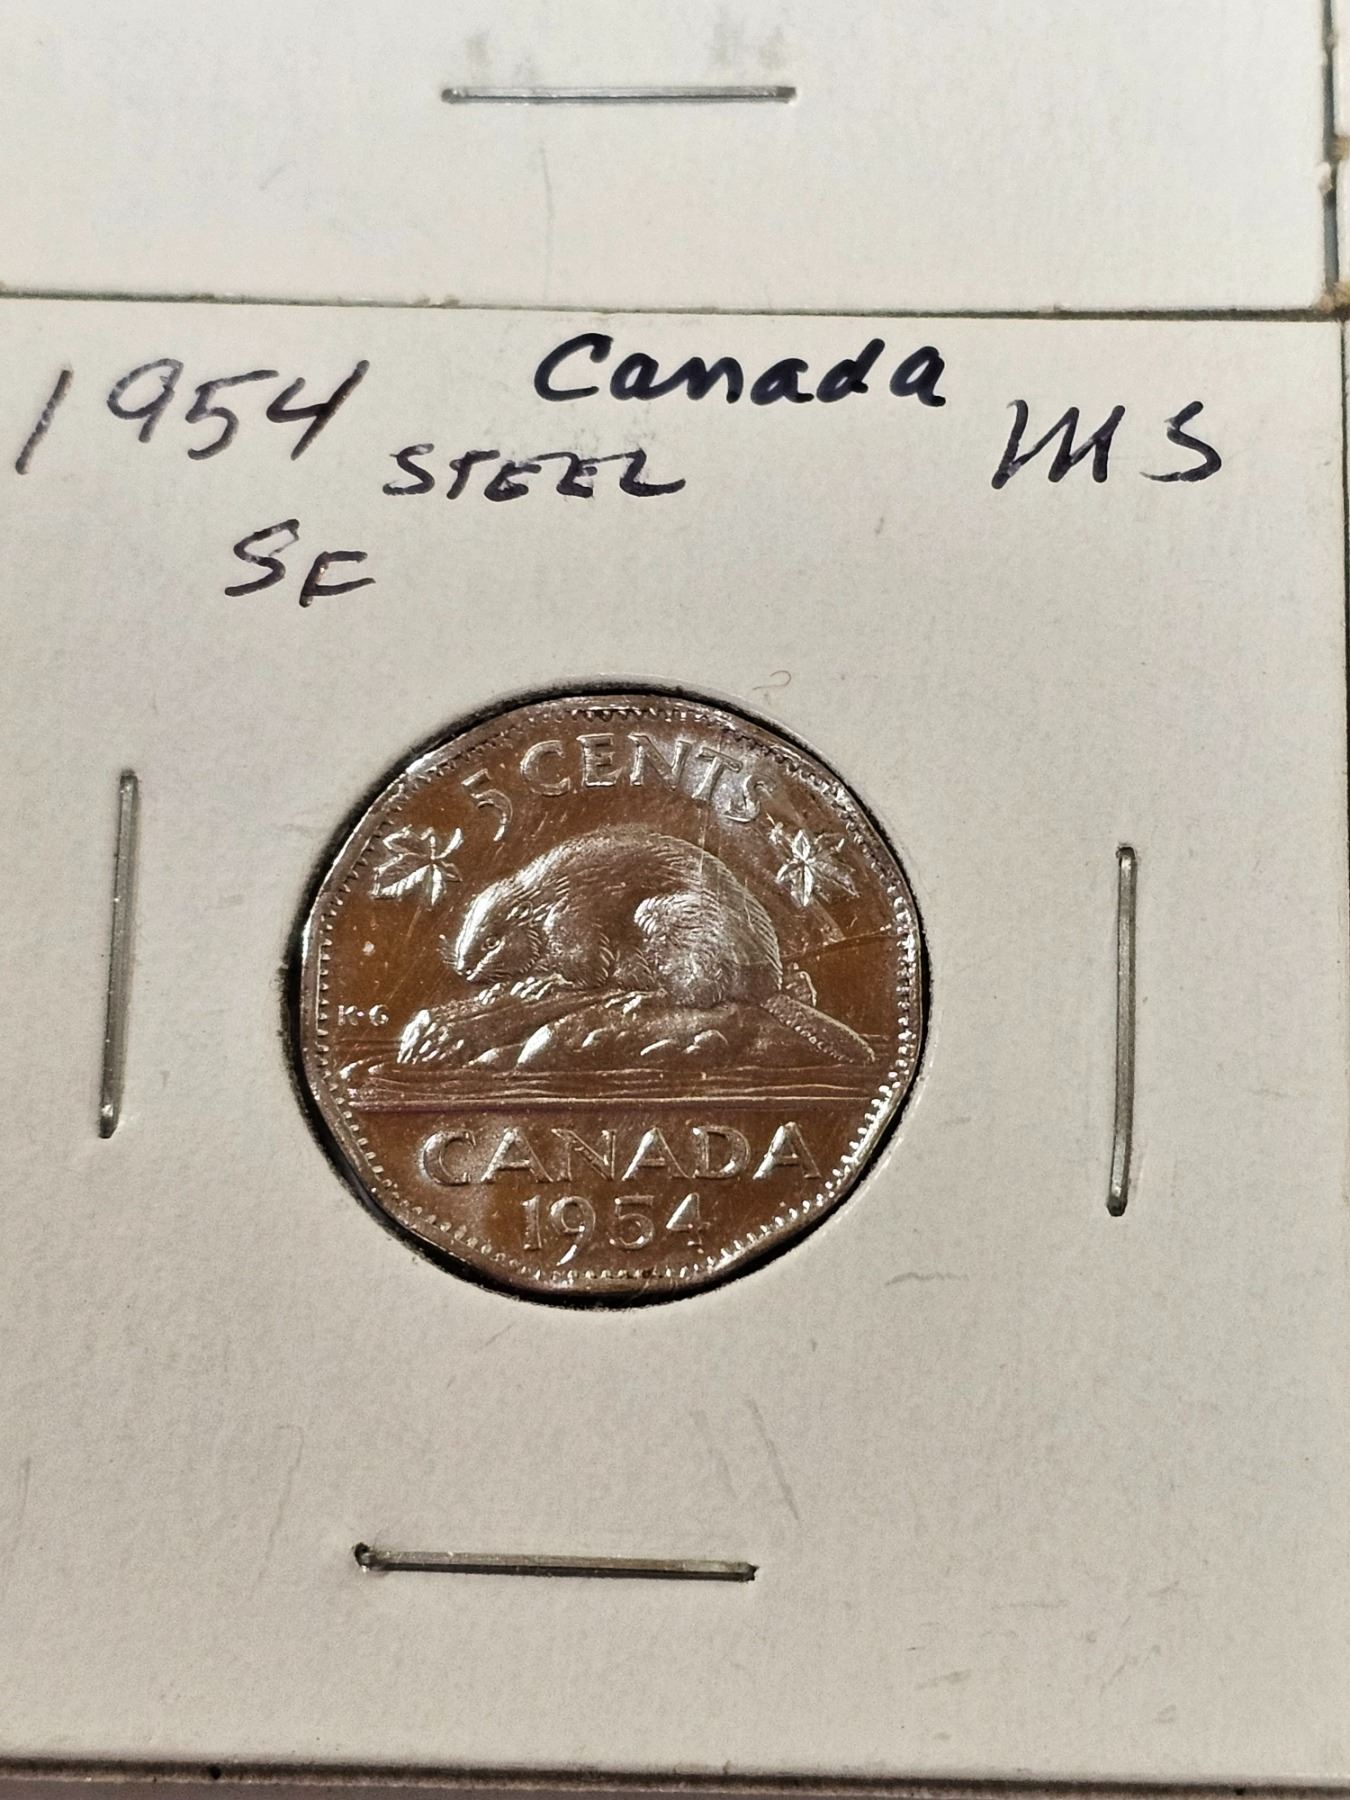 Canada
1954 STEEL MS
SF
5 CENTS
K·G
CANADA
1954